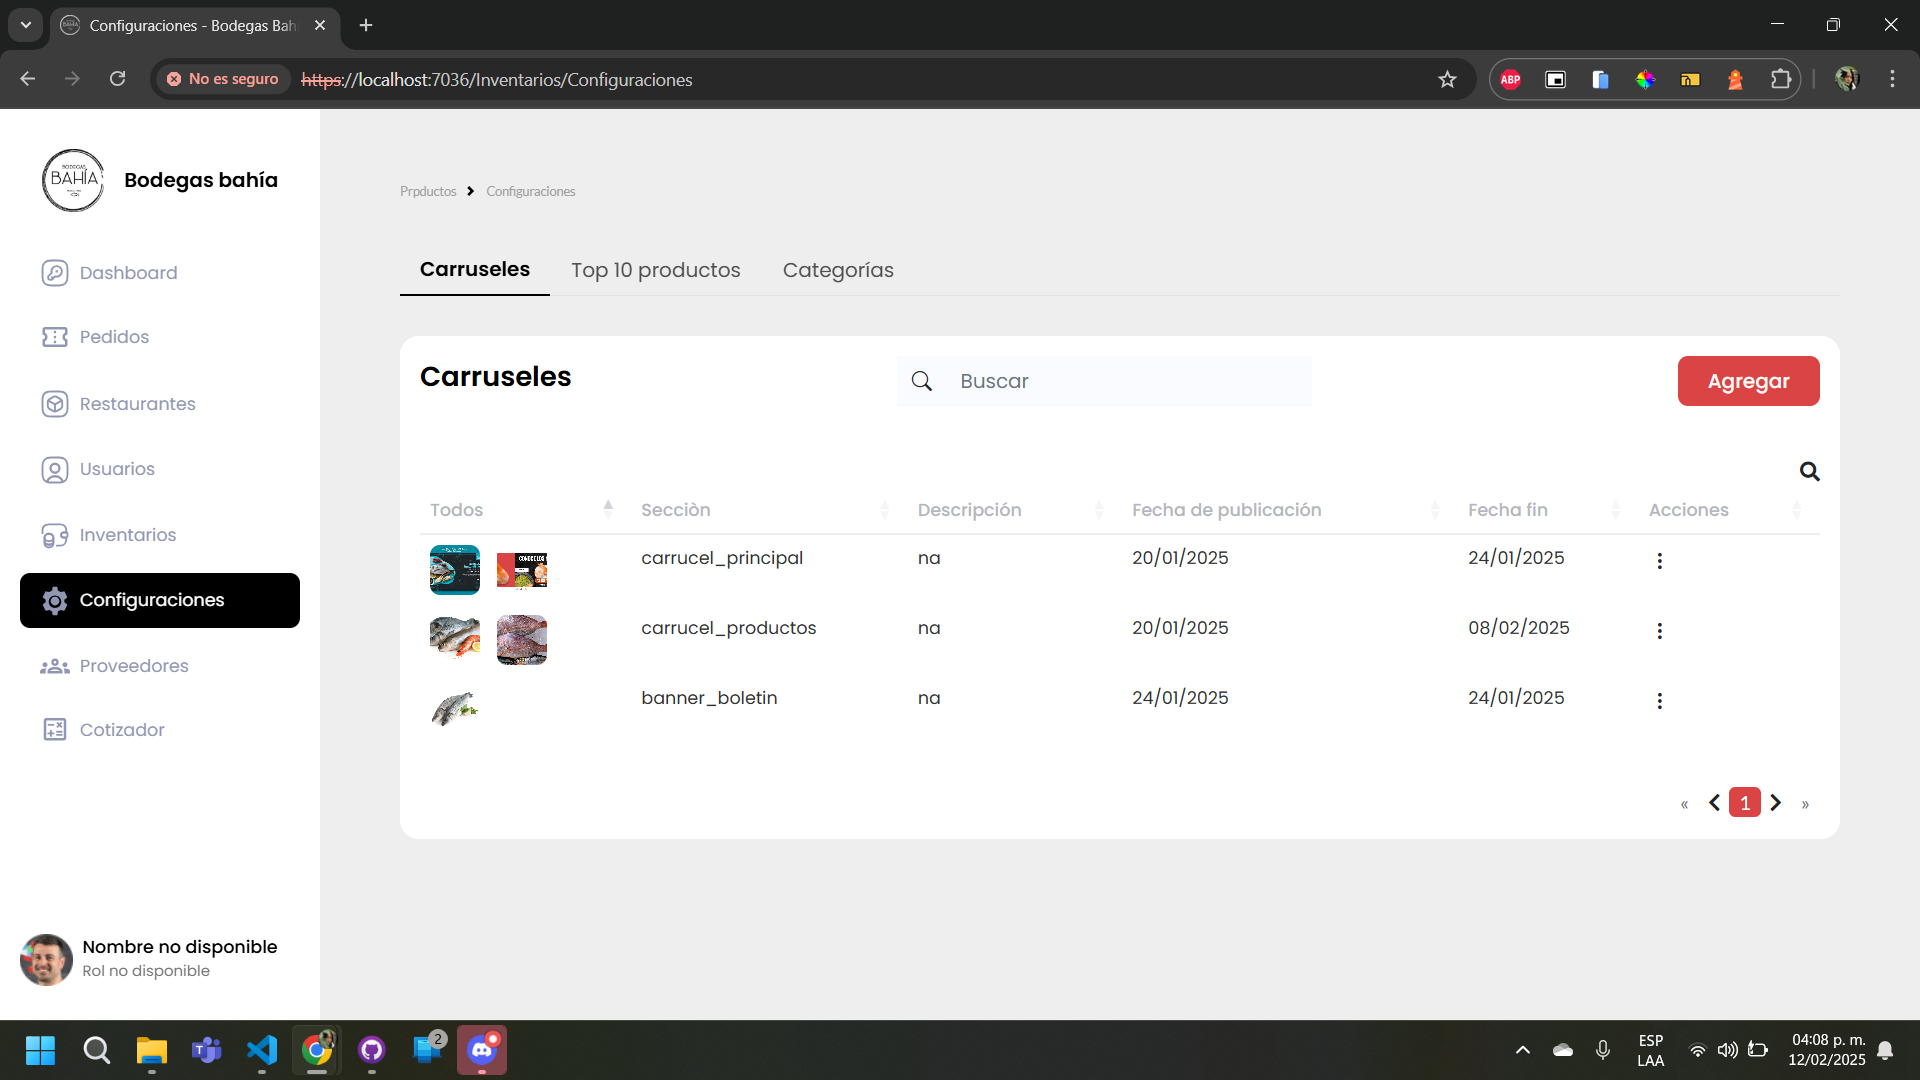 Configuraciones - Bodegas Bah
No es seguro
https://localhost:7036/Inventarios/Configuraciones
ABP
BODEGAS
BAHÍA
Bodegas bahía
Prpductos
Configuraciones
Dashboard
Pedidos
Restaurantes
Usuarios
Inventarios
Configuraciones
Proveedores
Cotizador
Carruseles
Top 10 productos
Categorías
Carruseles
Buscar
Agregar
Todos
Secciòn
Descripción
Fecha de publicación
Fecha fin
Acciones
carrucel_principal
na
20/01/2025
24/01/2025
carrucel_productos
na
20/01/2025
08/02/2025
banner_boletin
na
24/01/2025
24/01/2025
« 1 »
Nombre no disponible
Rol no disponible
2
ESP
LAA
04:08 p. m.
12/02/2025